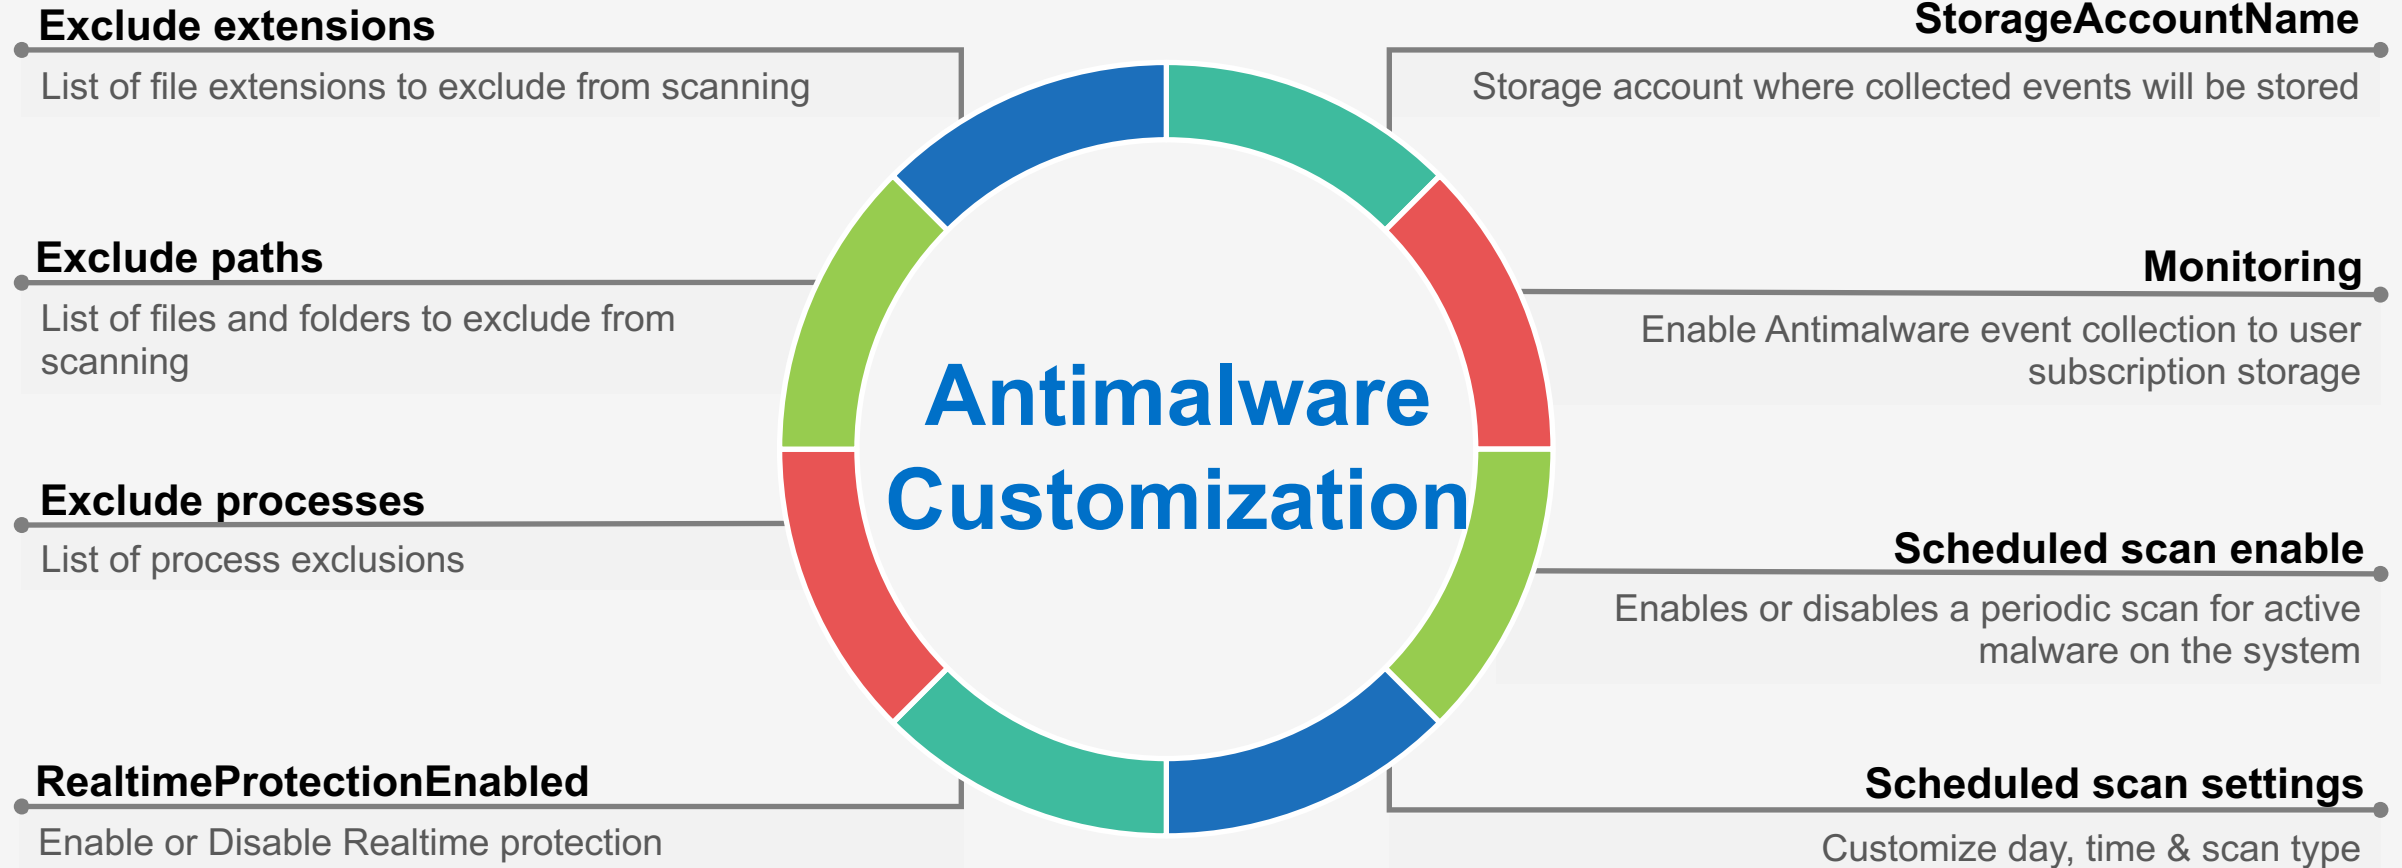 Exclude extensions
List of file extensions to exclude from scanning
Exclude paths
List of files and folders to exclude from
scanning
Exclude processes
List of process exclusions
RealtimeProtectionEnabled
Enable or Disable Realtime protection
Antimalware
Customization
StorageAccountName
Storage account where collected events will be stored
Monitoring
Enable Antimalware event collection to user
subscription storage
Scheduled scan enable
Enables or disables a periodic scan for active
malware on the system
Scheduled scan settings
Customize day, time & scan type